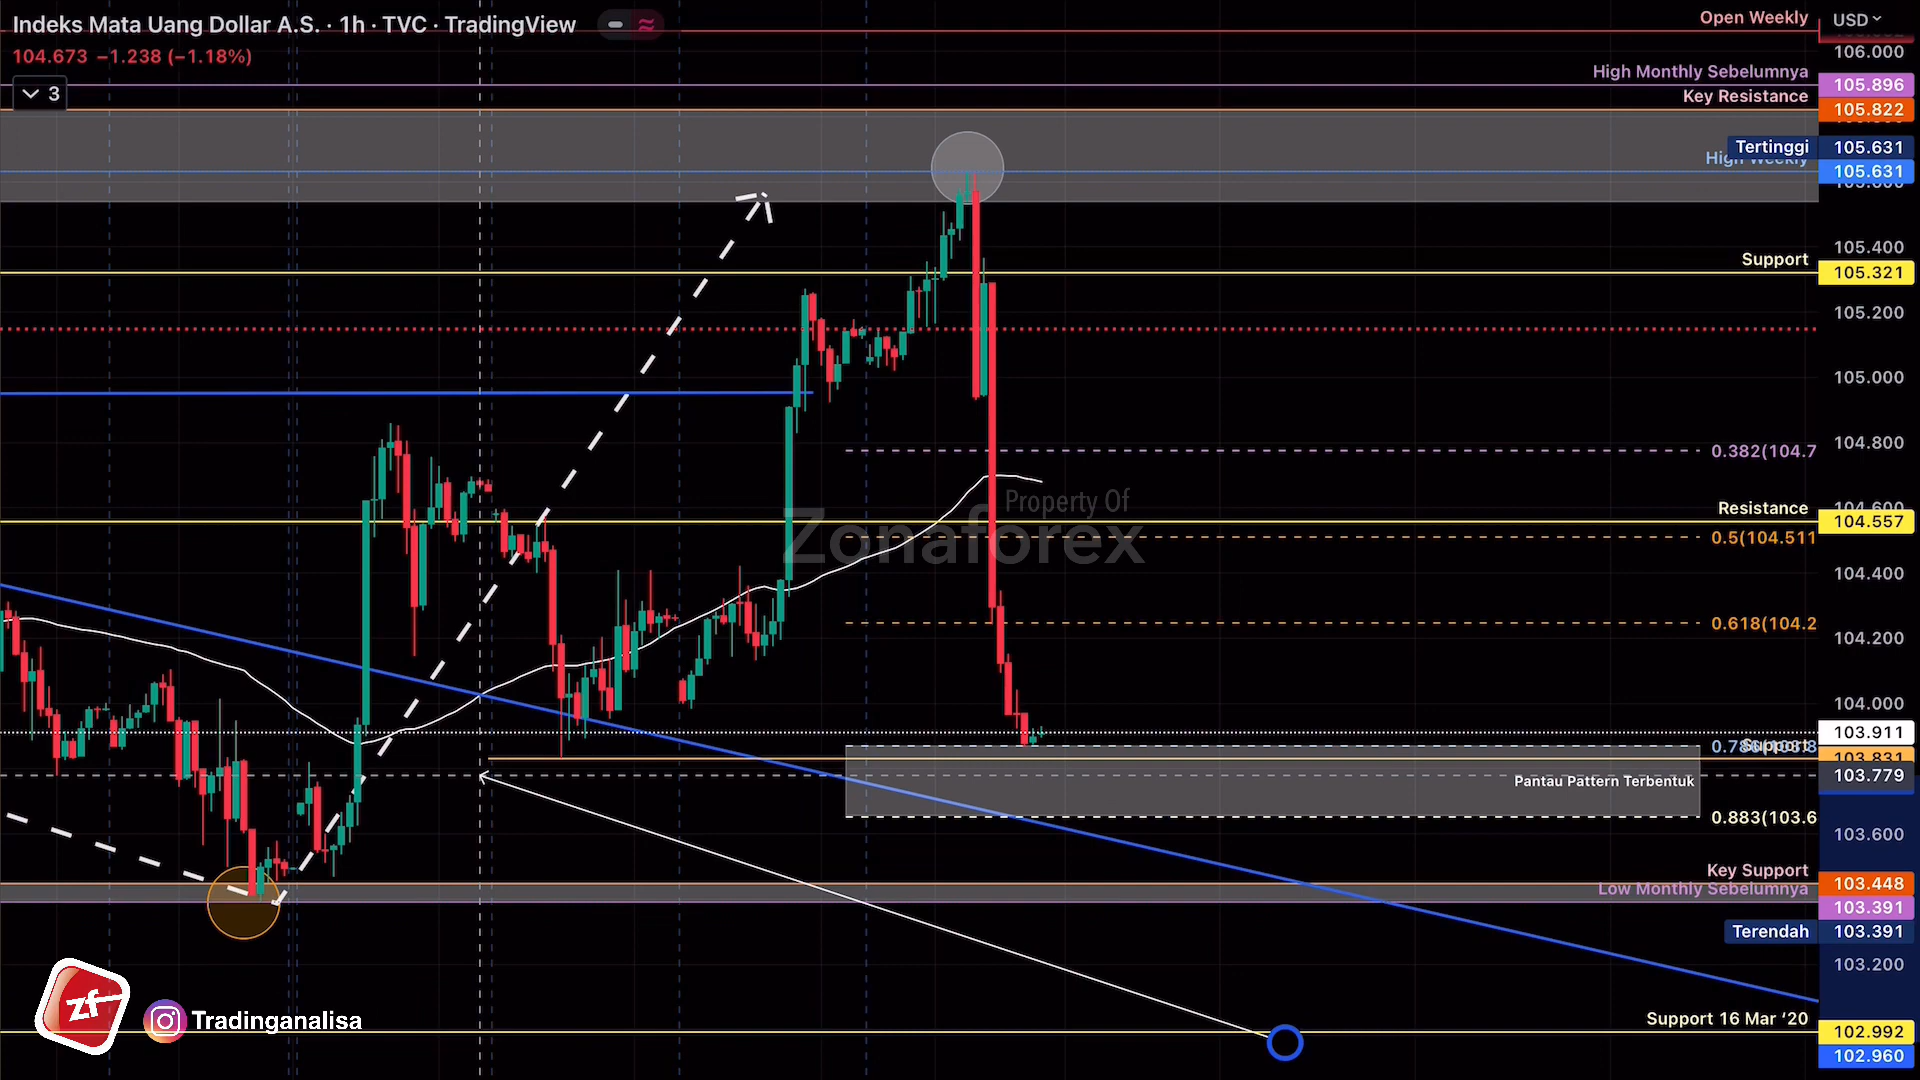 Indeks Mata Uang Dollar A.S. · 1h · TVC · TradingView
104.673 −1.238 (−1.18%)
3
Open Weekly
USD
106.000
High Monthly Sebelumnya 105.896
Key Resistance 105.822
Tertinggi 105.631
High Weekly 105.631
105.400
Support 105.321
105.200
105.000
104.800
0.382(104.7
Property Of
Zonaforex
Resistance 104.557
0.5(104.511
104.400
0.618(104.2
104.200
104.000
103.911
Support 103.831
Pantau Pattern Terbentuk 103.779
0.883(103.6
103.600
Key Support 103.448
Low Monthly Sebelumnya 103.391
Terendah 103.391
103.200
zf
Tradinganalisa
Support 16 Mar ‘20
102.992
102.960